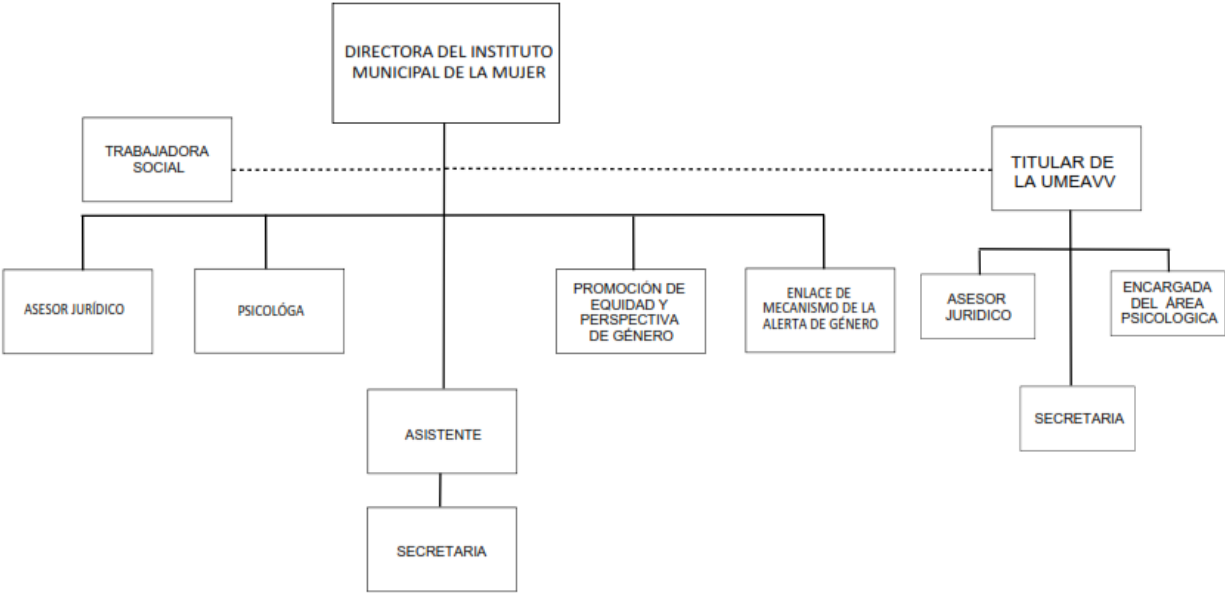 DIRECTORA DEL INSTITUTO
MUNICIPAL DE LA MUJER
TRABAJADORA
SOCIAL
TITULAR DE
LA UMEAVV
ASESOR JURÍDICO
PSICOLÓGA
PROMOCIÓN DE
EQUIDAD Y
PERSPECTIVA
DE GÉNERO
ENLACE DE
MECANISMO DE LA
ALERTA DE GÉNERO
ASESOR
JURIDICO
ENCARGADA
DEL ÁREA
PSICOLOGICA
ASISTENTE
SECRETARIA
SECRETARIA